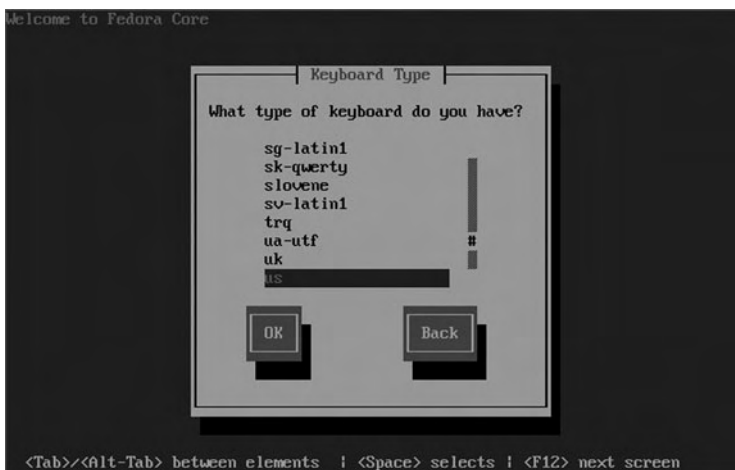 Welcome to Fedora Core
Keyboard Type
What type of keyboard do you have?
sg-latin1
sk-qwerty
slovene
sv-latin1
trq
ua-utf
#
uk
us
OK
Back
<Tab>/<Alt-Tab> between elements | <Space> selects | <F12> next screen